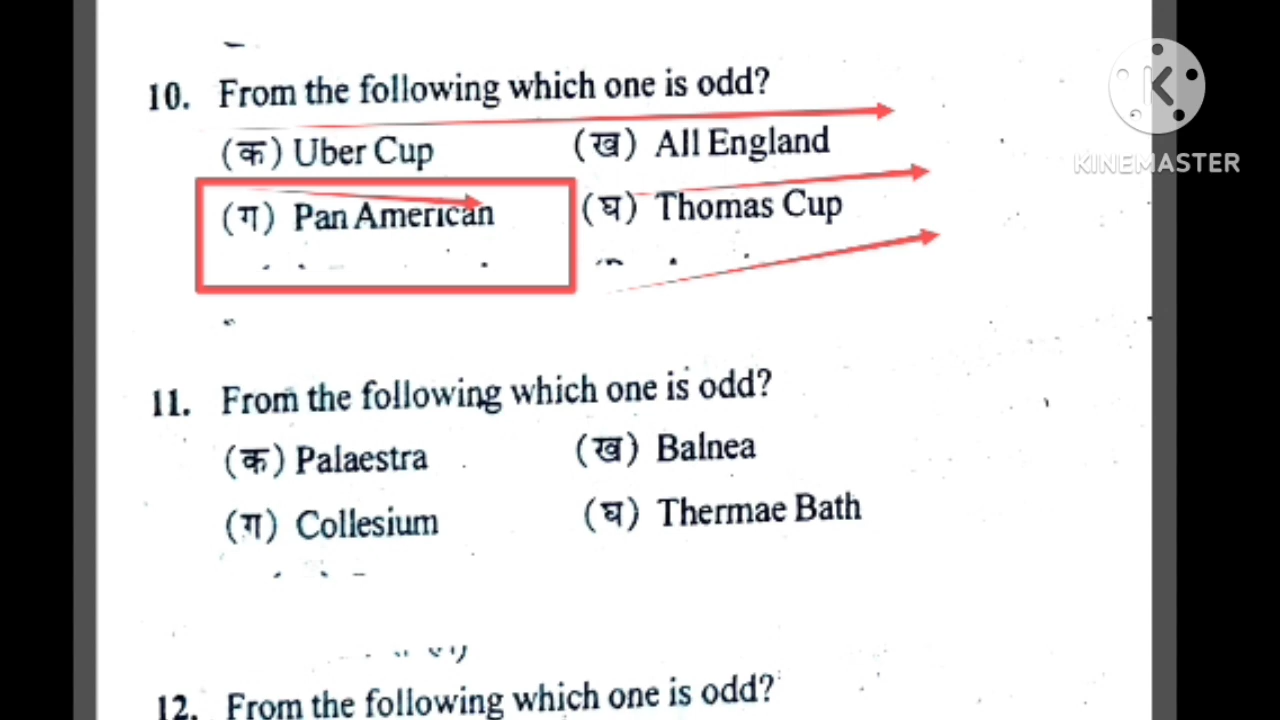 10. From the following which one is odd?
(क) Uber Cup (ख) All England
(ग) Pan American (घ) Thomas Cup
KINEMASTER
11. From the following which one is odd?
(क) Palaestra (ख) Balnea
(ग) Collesium (घ) Thermae Bath
12. From the following which one is odd?